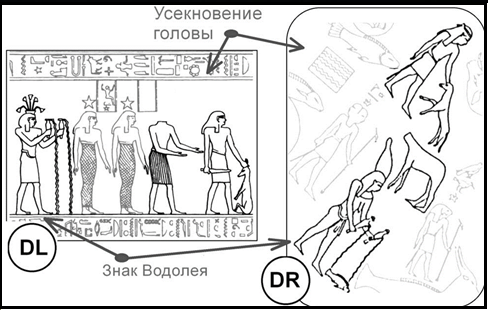 Усекновение
головы
DL
Знак Водолея
DR